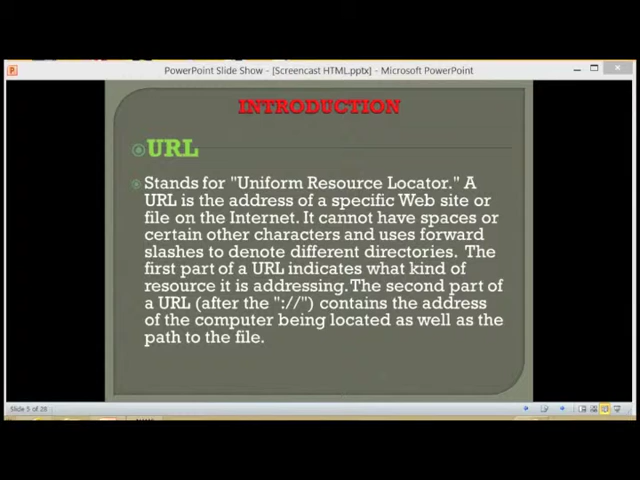 PowerPoint Slide Show - [Screencast HTML.pptx] - Microsoft PowerPoint
INTRODUCTION
URL
Stands for "Uniform Resource Locator." A
URL is the address of a specific Web site or
file on the Internet. It cannot have spaces or
certain other characters and uses forward
slashes to denote different directories. The
first part of a URL indicates what kind of
resource it is addressing. The second part of
a URL (after the "://") contains the address
of the computer being located as well as the
path to the file.
Slide 5 of 28